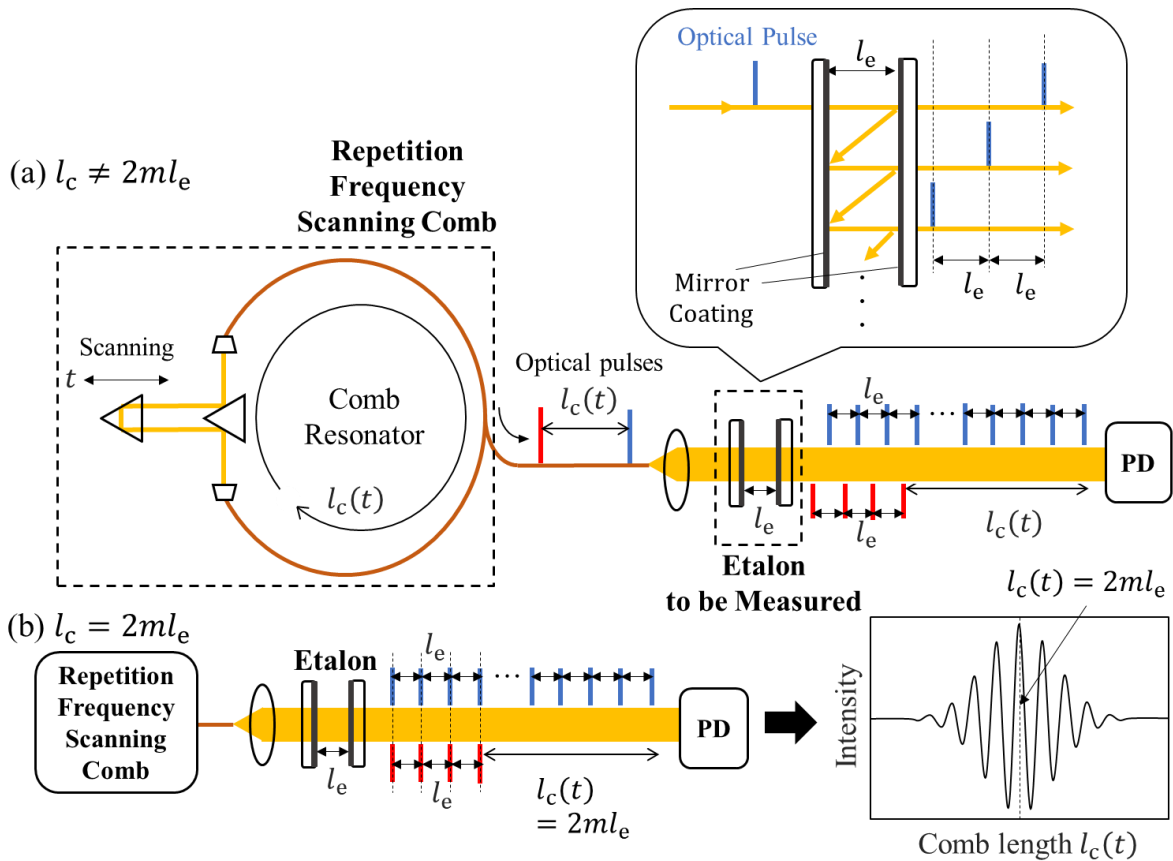 Optical Pulse
l_e
(a) l_c ≠ 2ml_e
Repetition
Frequency
Scanning Comb
Mirror
Coating
l_e
l_e
Scanning
t
Comb
Resonator
l_c(t)
Optical pulses
l_c(t)
l_e
l_e
...
PD
l_e
l_c(t)
Etalon
to be Measured
(b) l_c = 2ml_e
Repetition
Frequency
Scanning
Comb
Etalon
l_e
l_e
...
l_e
l_c(t)
= 2ml_e
PD
l_c(t) = 2ml_e
Intensity
Comb length l_c(t)